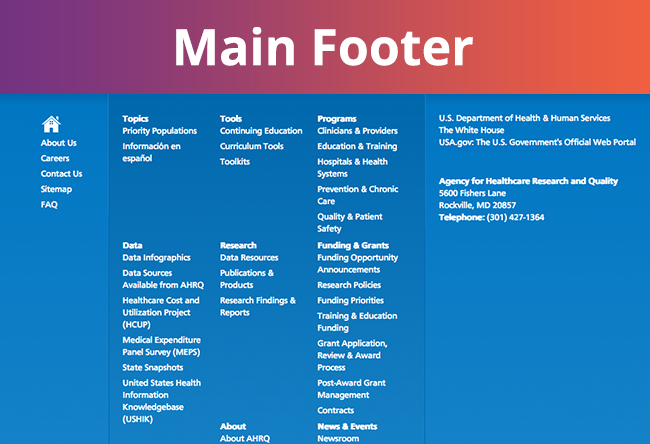 Main Footer
About Us
Careers
Contact Us
Sitemap
FAQ
Topics
Priority Populations
Información en
español
Tools
Continuing Education
Curriculum Tools
Toolkits
Programs
Clinicians & Providers
Education & Training
Hospitals & Health
Systems
Prevention & Chronic
Care
Quality & Patient
Safety
Data
Data Infographics
Data Sources
Available from AHRQ
Healthcare Cost and
Utilization Project
(HCUP)
Medical Expenditure
Panel Survey (MEPS)
State Snapshots
United States Health
Information
Knowledgebase
(USHIK)
Research
Data Resources
Publications &
Products
Research Findings &
Reports
Funding & Grants
Funding Opportunity
Announcements
Research Policies
Funding Priorities
Training & Education
Funding
Grant Application,
Review & Award
Process
Post-Award Grant
Management
Contracts
About
About AHRQ
News & Events
Newsroom
U.S. Department of Health & Human Services
The White House
USA.gov: The U.S. Government's Official Web Portal
Agency for Healthcare Research and Quality
5600 Fishers Lane
Rockville, MD 20857
Telephone: (301) 427-1364